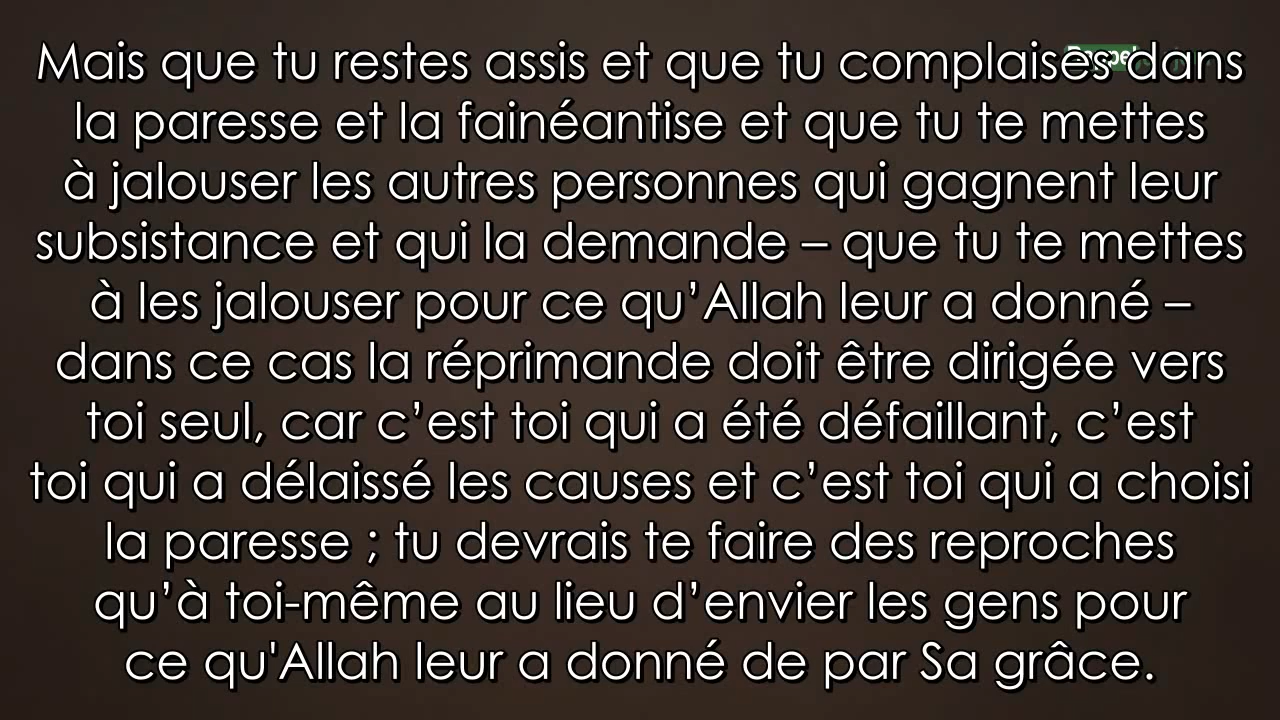 Mais que tu restes assis et que tu complaises dans
la paresse et la fainéantise et que tu te mettes
à jalouser les autres personnes qui gagnent leur
subsistance et qui la demande – que tu te mettes
à les jalouser pour ce qu’Allah leur a donné –
dans ce cas la réprimande doit être dirigée vers
toi seul, car c’est toi qui a été défaillant, c’est
toi qui a délaissé les causes et c’est toi qui a choisi
la paresse ; tu devrais te faire des reproches
qu’à toi-même au lieu d’envier les gens pour
ce qu'Allah leur a donné de par Sa grâce.